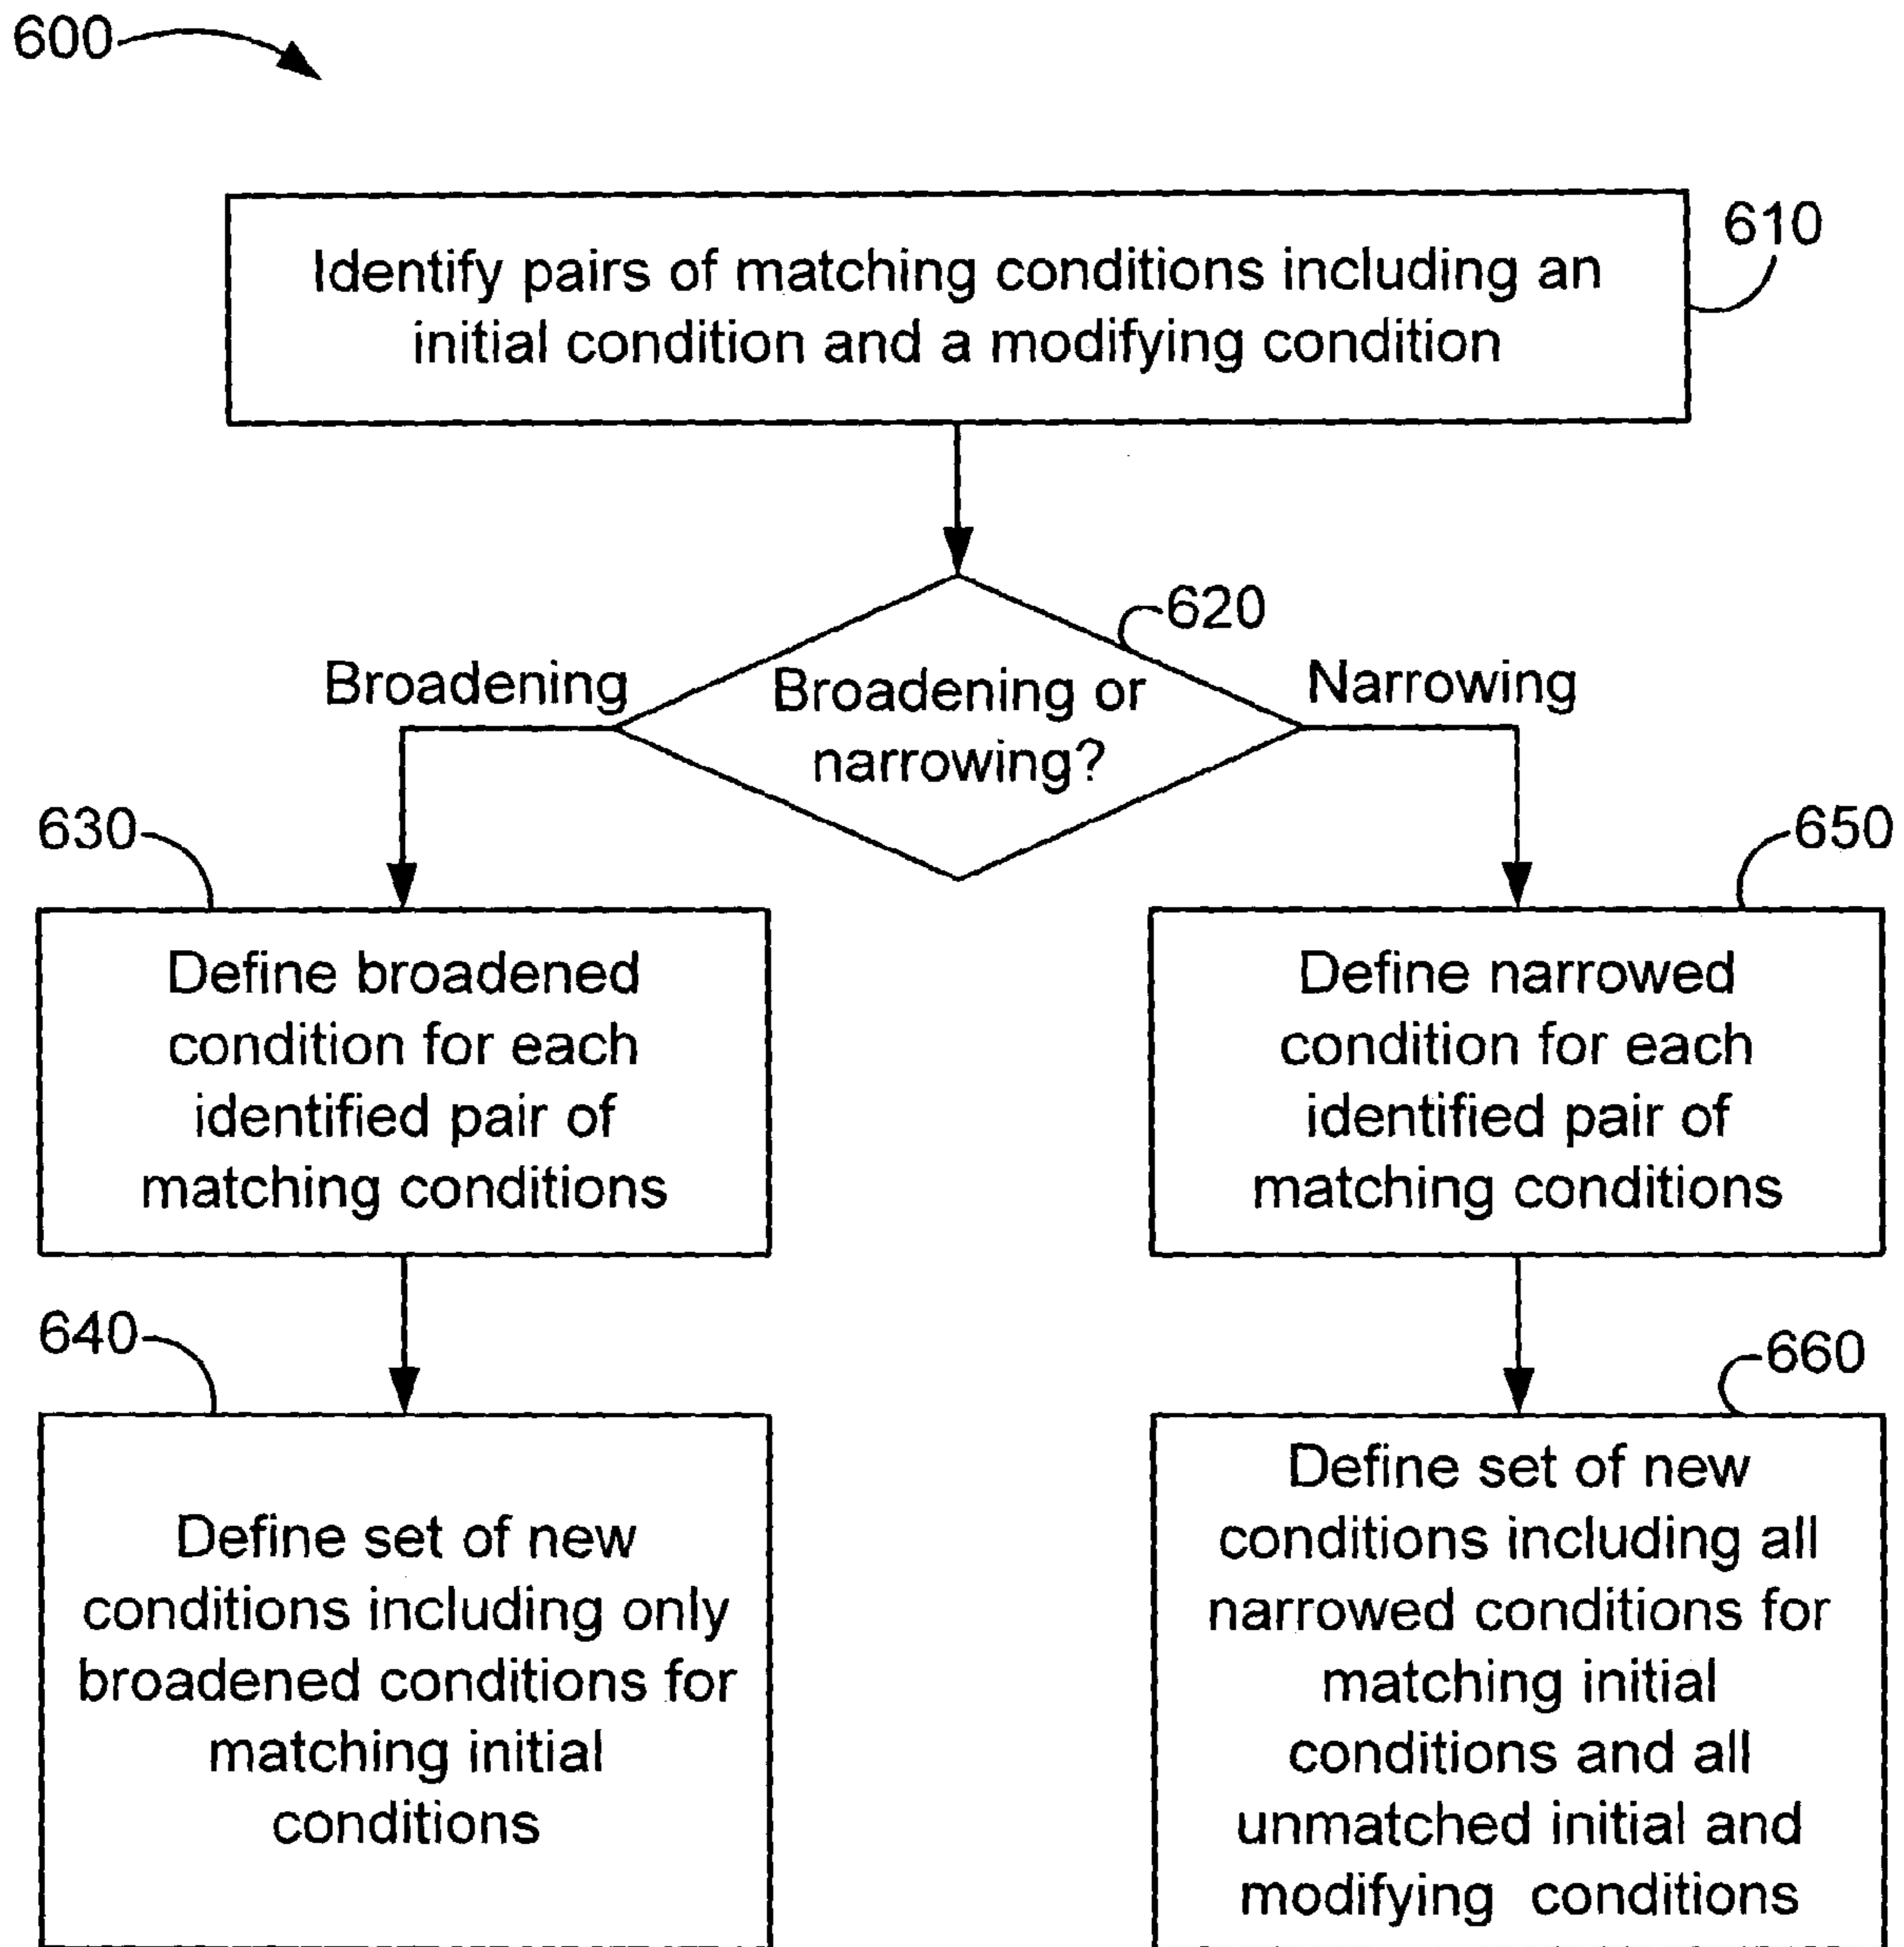 600
610
Identify pairs of matching conditions including an
initial condition and a modifying condition
620
Broadening
Broadening or
narrowing?
Narrowing
630
650
Define broadened
condition for each
identified pair of
matching conditions
Define narrowed
condition for each
identified pair of
matching conditions
640
660
Define set of new
conditions including only
broadened conditions for
matching initial
conditions
Define set of new
conditions including all
narrowed conditions for
matching initial
conditions and all
unmatched initial and
modifying conditions